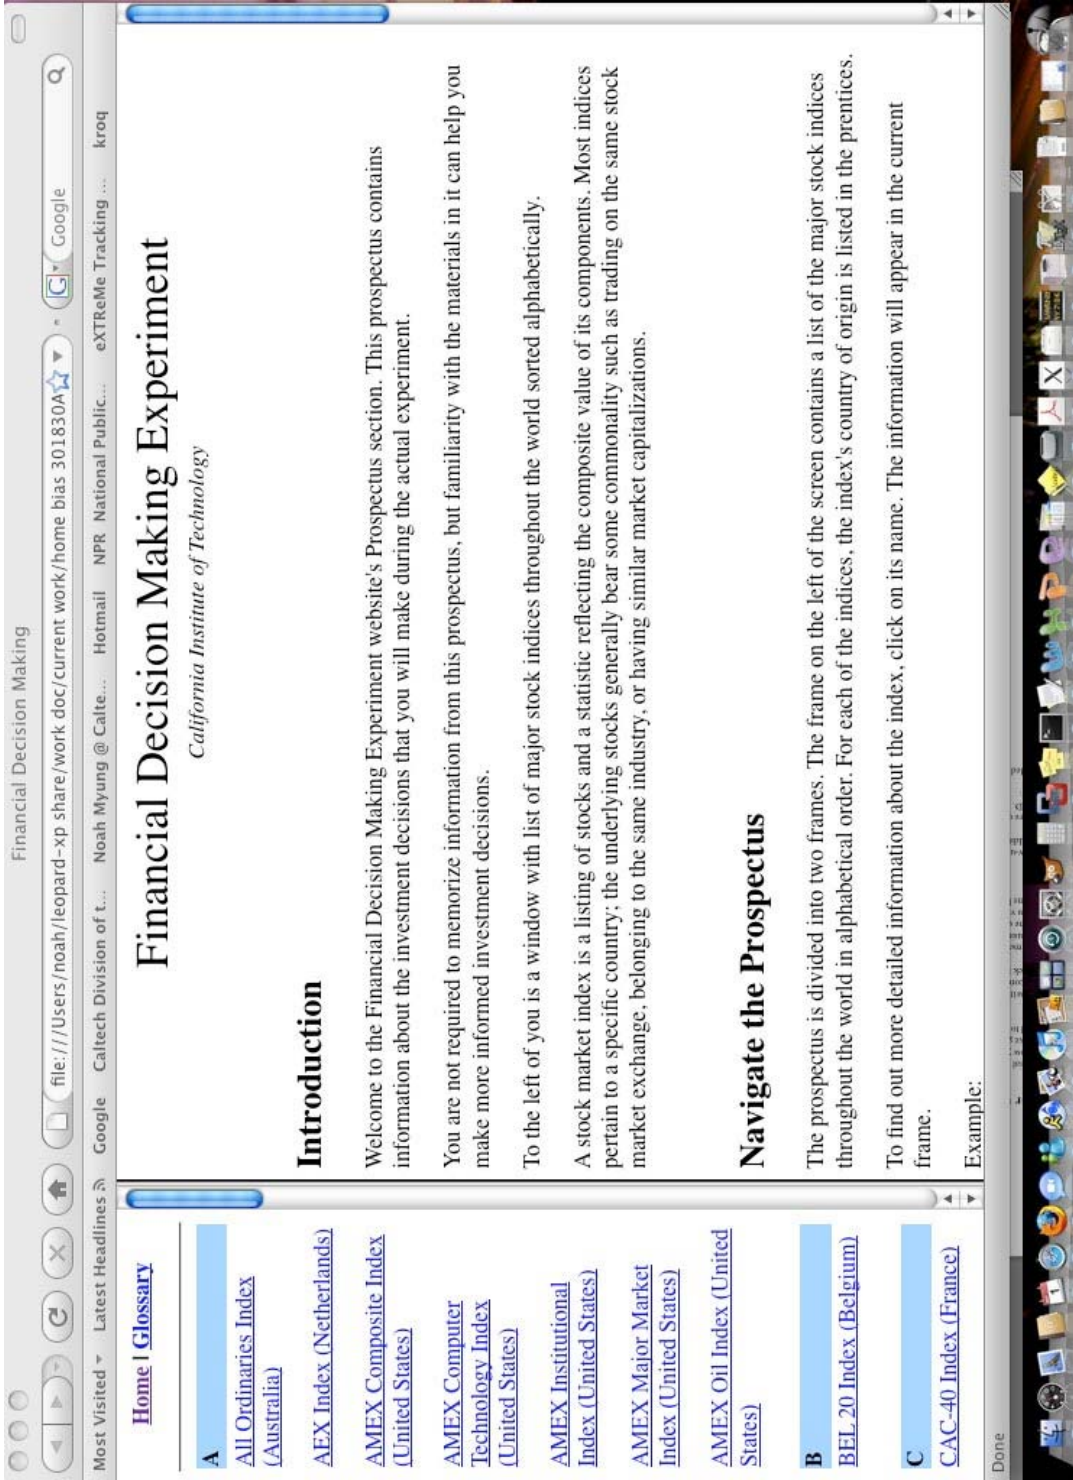 Financial Decision Making
file:///Users/noah/leopard-xp share/work doc/current work/home bias 301830A
Google
Most Visited
Latest Headlines
Google
Caltech Division of t...
Noah Myung @ Calte...
Hotmail
NPR National Public...
eXTReMe Tracking ...
kroq
Home | Glossary
A
All Ordinaries Index
(Australia)
AEX Index (Netherlands)
AMEX Composite Index
(United States)
AMEX Computer
Technology Index
(United States)
AMEX Institutional
Index (United States)
AMEX Major Market
Index (United States)
AMEX Oil Index (United
States)
B
BEL 20 Index (Belgium)
C
CAC-40 Index (France)
Financial Decision Making Experiment
California Institute of Technology
Introduction
Welcome to the Financial Decision Making Experiment website's Prospectus section. This prospectus contains
information about the investment decisions that you will make during the actual experiment.
You are not required to memorize information from this prospectus, but familiarity with the materials in it can help you
make more informed investment decisions.
To the left of you is a window with list of major stock indices throughout the world sorted alphabetically.
A stock market index is a listing of stocks and a statistic reflecting the composite value of its components. Most indices
pertain to a specific country; the underlying stocks generally bear some commonality such as trading on the same stock
market exchange, belonging to the same industry, or having similar market capitalizations.
Navigate the Prospectus
The prospectus is divided into two frames. The frame on the left of the screen contains a list of the major stock indices
throughout the world in alphabetical order. For each of the indices, the index's country of origin is listed in the prentices.
To find out more detailed information about the index, click on its name. The information will appear in the current
frame.
Example:
Done